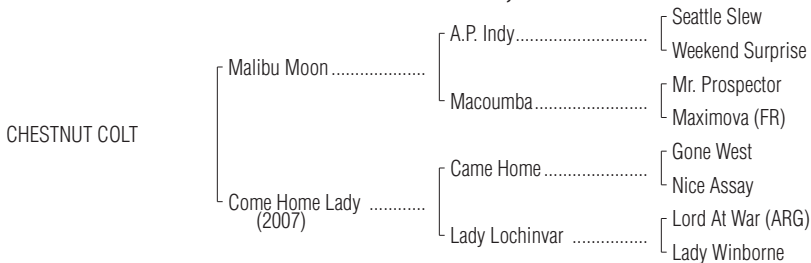 Seattle Slew
A.P. Indy
Weekend Surprise
Malibu Moon
Mr. Prospector
Macoumba
Maximova (FR)
CHESTNUT COLT
Gone West
Came Home
Nice Assay
Come Home Lady
(2007)
Lord At War (ARG)
Lady Lochinvar
Lady Winborne